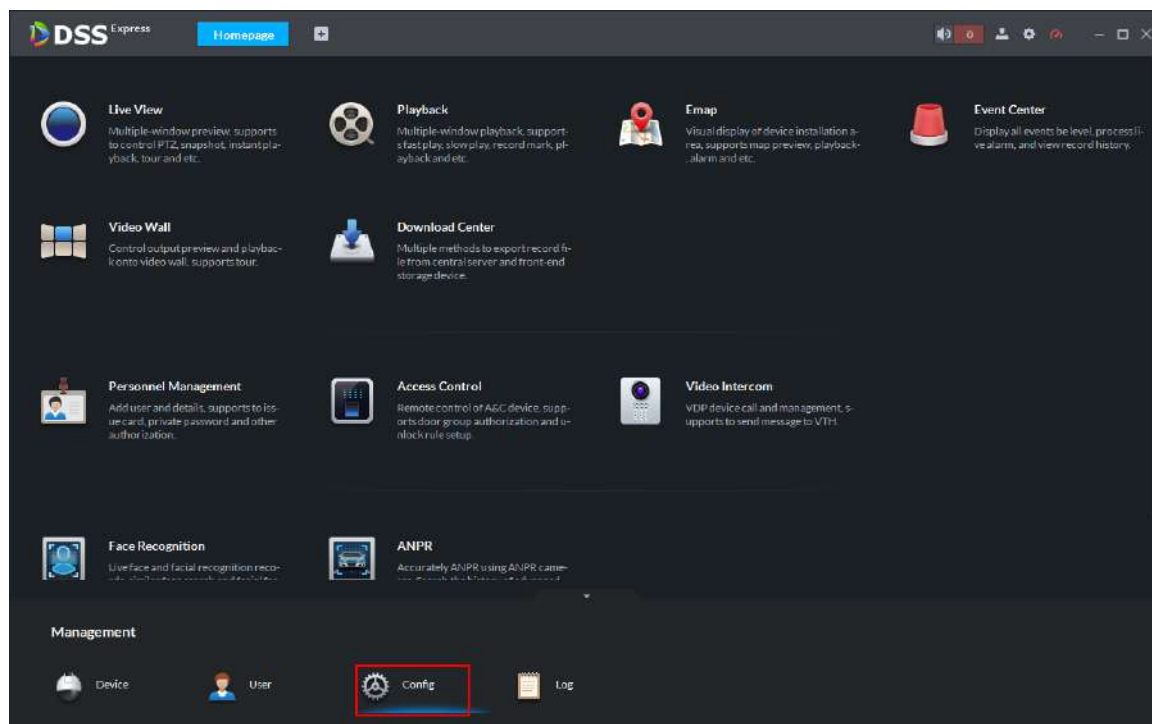 DSS Express
Homepage
0
Live View
Multiple-window preview, supports
to control PTZ, snapshot, instant pla-
yback, tour and etc.
Playback
Multiple-window playback, support-
s fast play, slow play, record mark, pl-
ayback and etc.
Emap
Visual display of device installation a-
rea, supports map preview, playback-
, alarm and etc.
Event Center
Display all events be level, process li-
ve alarm, and view record history.
Video Wall
Control output preview and playbac-
k onto video wall, supports tour.
Download Center
Multiple methods to export record fi-
le from central server and front-end
storage device.
Personnel Management
Add user and details, supports to iss-
ue card, private password and other
authorization.
Access Control
Remote control of A&C device, supp-
orts door group authorization and u-
nlock rule setup.
Video Intercom
VDP device call and management, s-
upports to send message to VTH.
Face Recognition
Live face and facial recognition reco-
ANPR
Accurately ANPR using ANPR came-
Management
Device
User
Config
Log